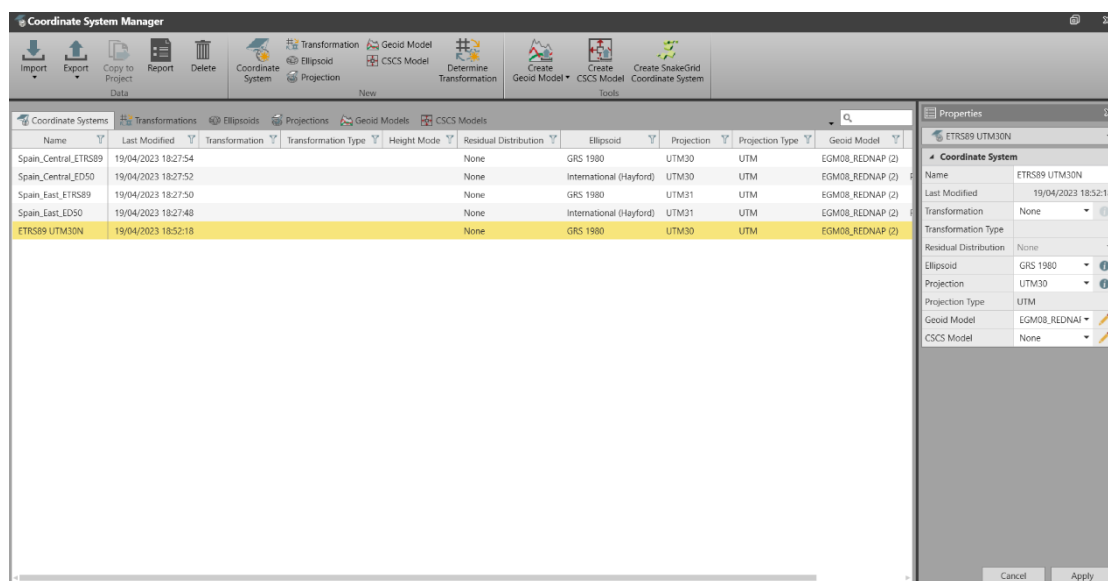 Coordinate System Manager
Import Export Copy to Project Report Delete
Data
Coordinate System Transformation Ellipsoid Projection Geoid Model CSCS Model Determine Transformation
New
Create Geoid Model Create CSCS Model Create SnakeGrid Coordinate System
Tools
Coordinate Systems Transformations Ellipsoids Projections Geoid Models CSCS Models
Name Last Modified Transformation Transformation Type Height Mode Residual Distribution Ellipsoid Projection Projection Type Geoid Model
Spain_Central_ETRS89 19/04/2023 18:27:54 None GRS 1980 UTM30 UTM EGM08_REDNAP (2)
Spain_Central_ED50 19/04/2023 18:27:52 None International (Hayford) UTM30 UTM EGM08_REDNAP (2)
Spain_East_ETRS89 19/04/2023 18:27:50 None GRS 1980 UTM31 UTM EGM08_REDNAP (2)
Spain_East_ED50 19/04/2023 18:27:48 None International (Hayford) UTM31 UTM EGM08_REDNAP (2)
ETRS89 UTM30N 19/04/2023 18:52:18 None GRS 1980 UTM30 UTM EGM08_REDNAP (2)
Properties
ETRS89 UTM30N
Coordinate System
Name ETRS89 UTM30N
Last Modified 19/04/2023 18:52:1
Transformation None
Transformation Type
Residual Distribution None
Ellipsoid GRS 1980
Projection UTM30
Projection Type UTM
Geoid Model EGM08_REDNAF
CSCS Model None
Cancel Apply